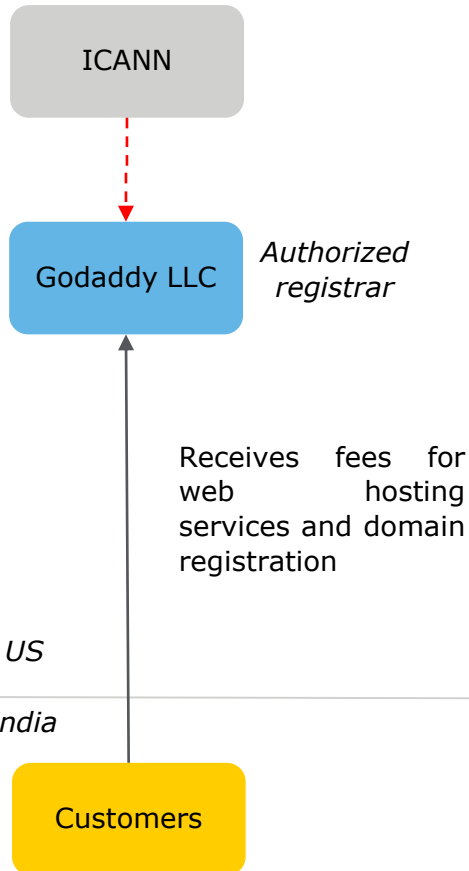 ICANN
Godaddy LLC
Authorized
registrar
Receives fees for
web hosting
services and domain
registration
US
ndia
Customers